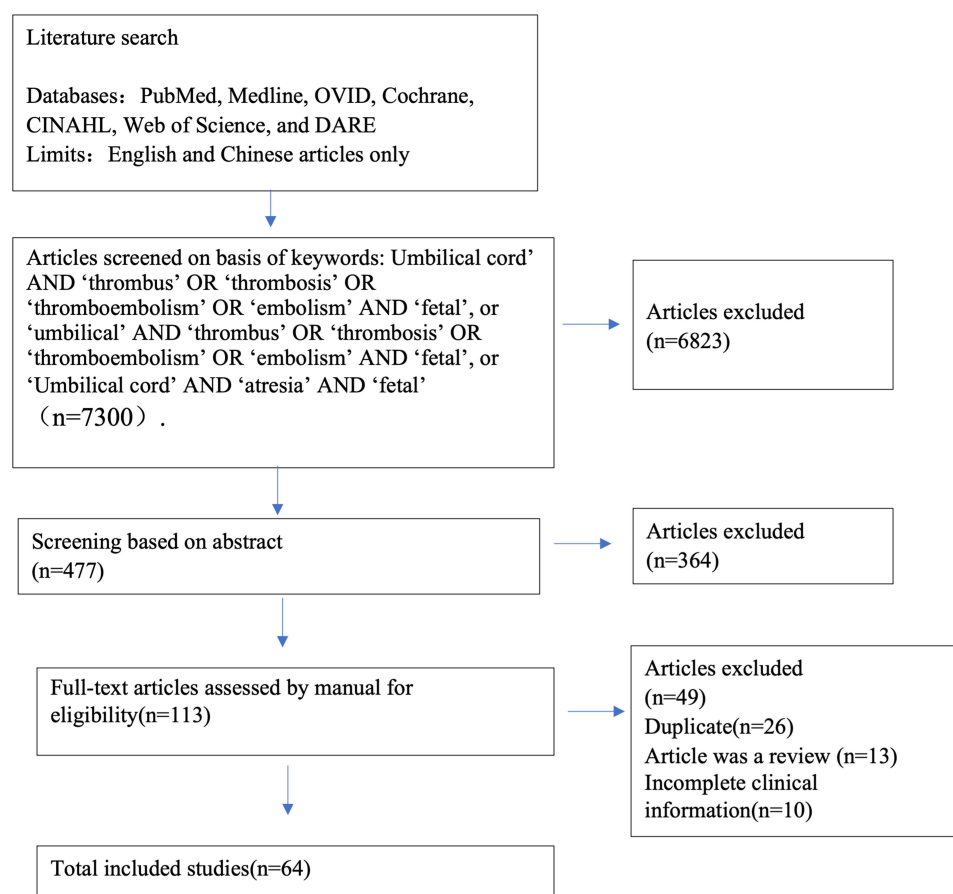 Literature search
Databases：PubMed, Medline, OVID, Cochrane,
CINAHL, Web of Science, and DARE
Limits：English and Chinese articles only
Articles screened on basis of keywords: Umbilical cord’
AND ‘thrombus’ OR ‘thrombosis’ OR
‘thromboembolism’ OR ‘embolism’ AND ‘fetal’, or
‘umbilical’ AND ‘thrombus’ OR ‘thrombosis’ OR
‘thromboembolism’ OR ‘embolism’ AND ‘fetal’, or
‘Umbilical cord’ AND ‘atresia’ AND ‘fetal’
（n=7300）.
Articles excluded
(n=6823)
Screening based on abstract
(n=477)
Articles excluded
(n=364)
Full-text articles assessed by manual for
eligibility(n=113)
Articles excluded
(n=49)
Duplicate(n=26)
Article was a review (n=13)
Incomplete clinical
information(n=10)
Total included studies(n=64)